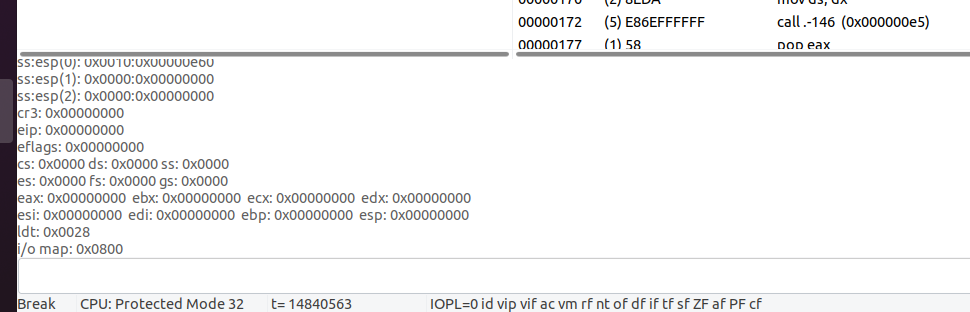 00000170 (2) 8EDA mov ds, dx
00000172 (5) E86EFFFFFF call .-146 (0x000000e5)
00000177 (1) 58 pop eax
ss:esp(0): 0x0010:0x00000e60
ss:esp(1): 0x0000:0x00000000
ss:esp(2): 0x0000:0x00000000
cr3: 0x00000000
eip: 0x00000000
eflags: 0x00000000
cs: 0x0000 ds: 0x0000 ss: 0x0000
es: 0x0000 fs: 0x0000 gs: 0x0000
eax: 0x00000000 ebx: 0x00000000 ecx: 0x00000000 edx: 0x00000000
esi: 0x00000000 edi: 0x00000000 ebp: 0x00000000 esp: 0x00000000
ldt: 0x0028
i/o map: 0x0800
Break CPU: Protected Mode 32 t= 14840563 IOPL=0 id vip vif ac vm rf nt of df if tf sf ZF af PF cf